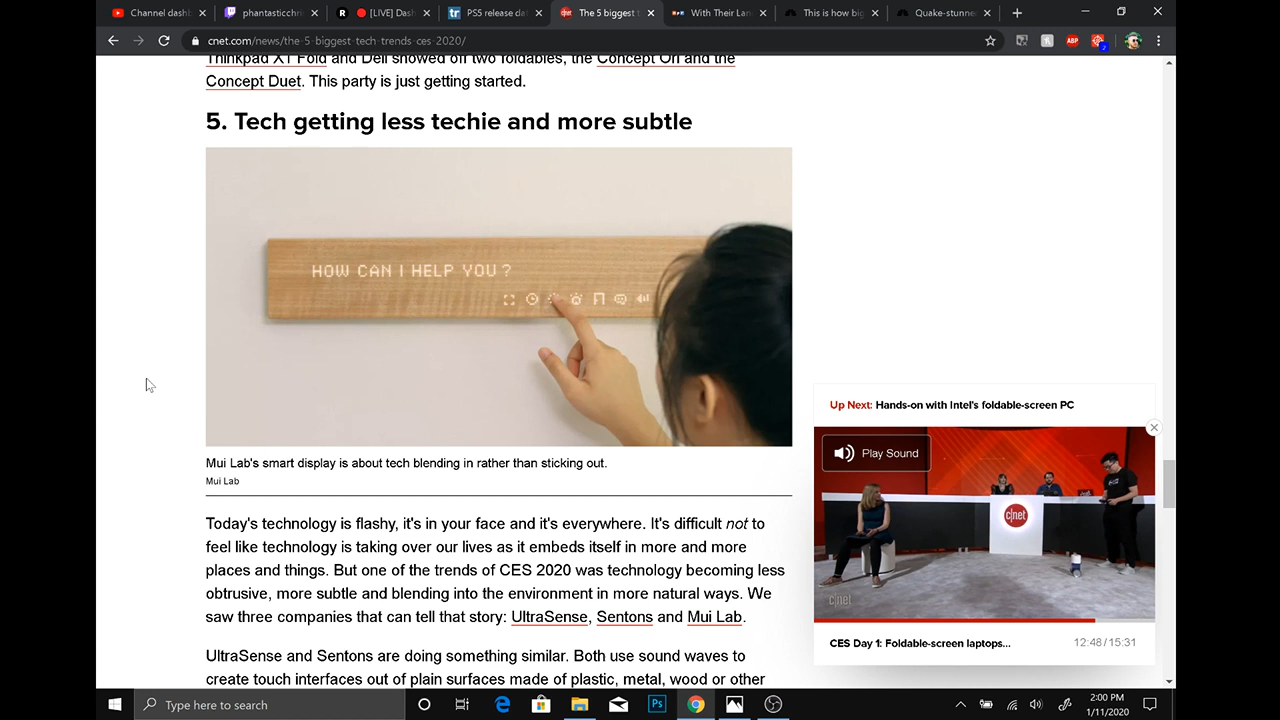 Channel dashb
phantasticchri
[LIVE] Dash
PS5 release da
The 5 biggest t
With Their Lan
This is how big
Quake-stunne
cnet.com/news/the-5-biggest-tech-trends-ces-2020/
ABP
2
Thinkpad X1 Fold and Dell showed off two foldables, the Concept Ori and the
Concept Duet. This party is just getting started.
5. Tech getting less techie and more subtle
HOW CAN I HELP YOU ?
Mui Lab's smart display is about tech blending in rather than sticking out.
Mui Lab
Today's technology is flashy, it's in your face and it's everywhere. It's difficult not to
feel like technology is taking over our lives as it embeds itself in more and more
places and things. But one of the trends of CES 2020 was technology becoming less
obtrusive, more subtle and blending into the environment in more natural ways. We
saw three companies that can tell that story: UltraSense, Sentons and Mui Lab.
UltraSense and Sentons are doing something similar. Both use sound waves to
create touch interfaces out of plain surfaces made of plastic, metal, wood or other
Up Next: Hands-on with Intel's foldable-screen PC
Play Sound
c|net
c|net
CES Day 1: Foldable-screen laptops...
12:48 / 15:31
Type here to search
Ps
2:00 PM
1/11/2020